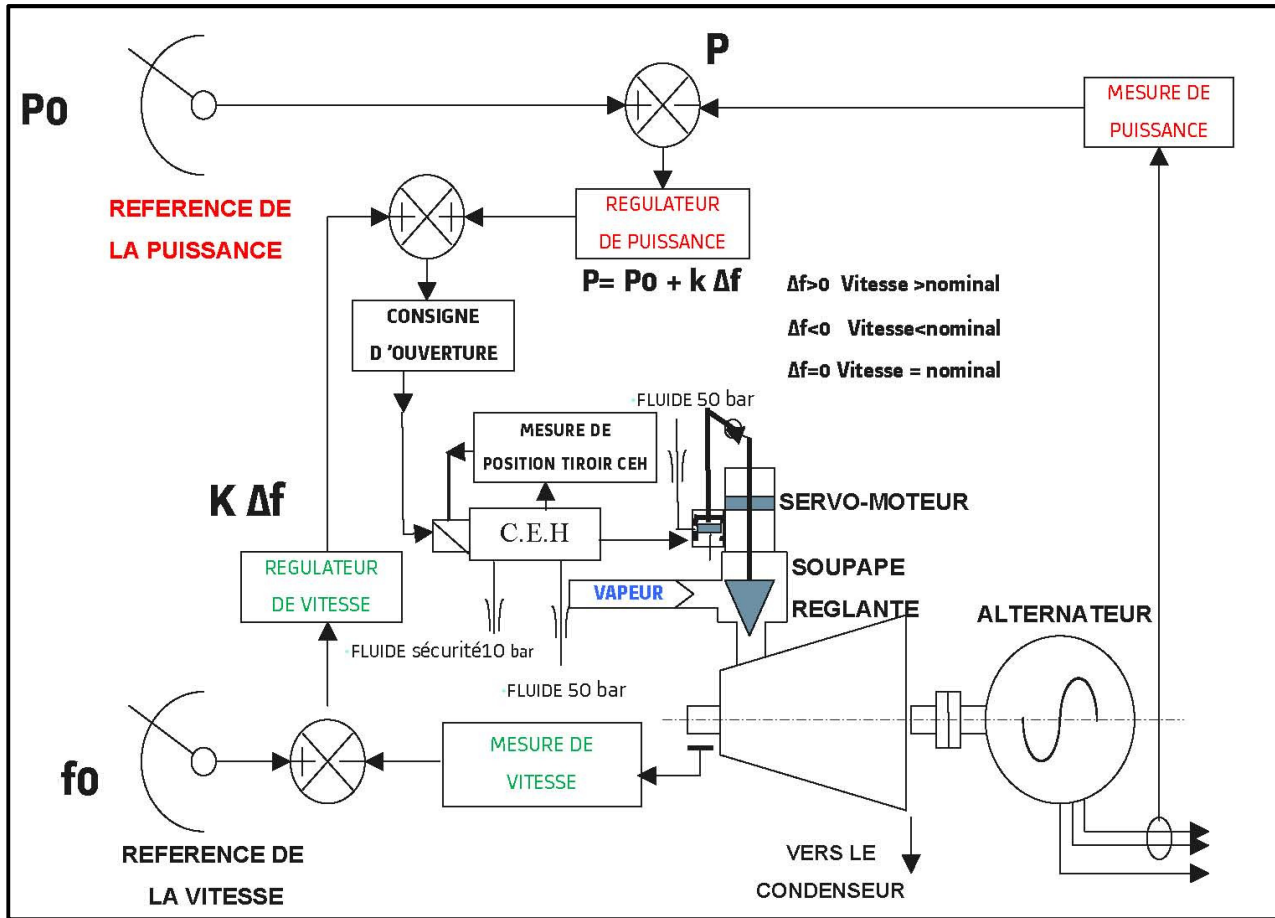 P
Po
MESURE DE
PUISSANCE
REFERENCE DE
LA PUISSANCE
REGULATEUR
DE PUISSANCE
P= Po + k Δf
Δf>0 Vitesse >nominal
Δf<0 Vitesse<nominal
Δf=0 Vitesse = nominal
CONSIGNE
D 'OUVERTURE
FLUIDE 50 bar
MESURE DE
POSITION TIROIR CEH
K Δf
C.E.H
SERVO-MOTEUR
SOUPAPE
REGLANTE
VAPEUR
REGULATEUR
DE VITESSE
ALTERNATEUR
FLUIDE sécurité10 bar
FLUIDE 50 bar
MESURE DE
VITESSE
fo
REFERENCE DE
LA VITESSE
VERS LE
CONDENSEUR